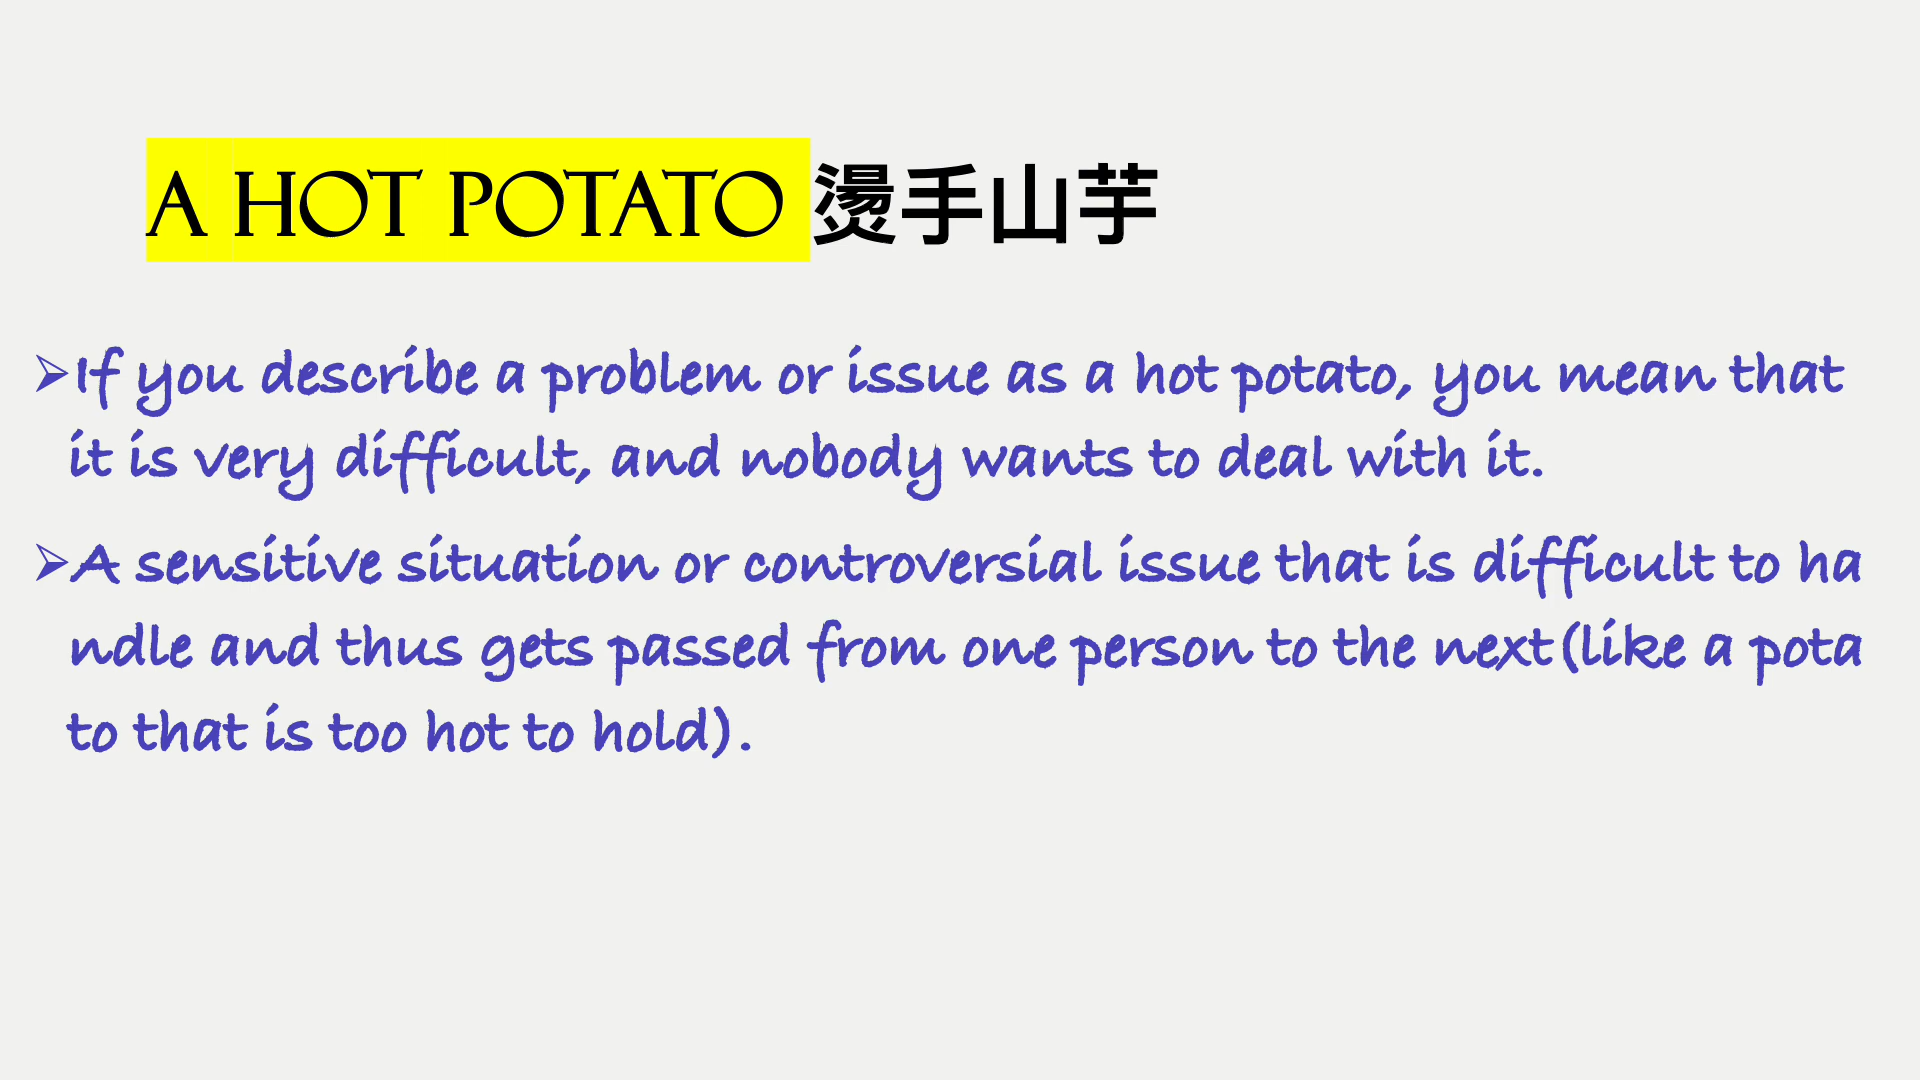 A HOT POTATO 燙手山芋
➢If you describe a problem or issue as a hot potato, you mean that
it is very difficult, and nobody wants to deal with it.
➢A sensitive situation or controversial issue that is difficult to ha
ndle and thus gets passed from one person to the next(like a pota
to that is too hot to hold).